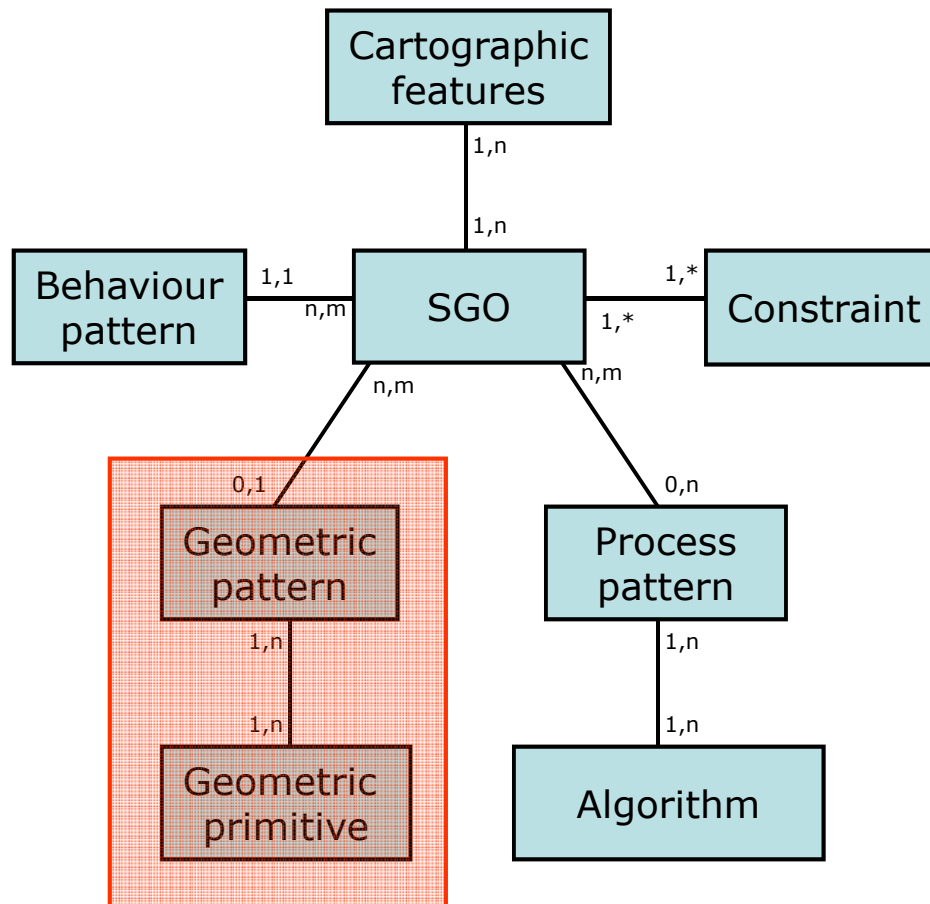 Cartographic
features
1,n
1,n
Behaviour
pattern
1,1
n,m
SGO
1,*
1,*
Constraint
n,m
n,m
0,1
0,n
Geometric
pattern
Process
pattern
1,n
1,n
1,n
1,n
Geometric
primitive
Algorithm